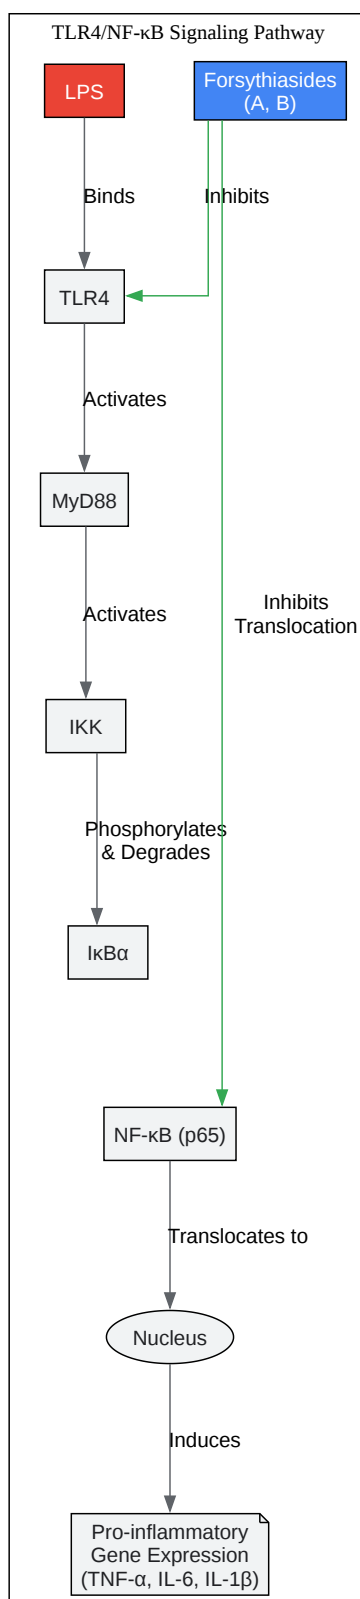 TLR4/NF-κB Signaling Pathway
LPS
Forsythiasides
(A, B)
Binds
Inhibits
TLR4
Activates
MyD88
Activates
Inhibits
Translocation
IKK
Phosphorylates
& Degrades
IκBα
NF-κB (p65)
Translocates to
Nucleus
Induces
Pro-inflammatory
Gene Expression
(TNF-α, IL-6, IL-1β)